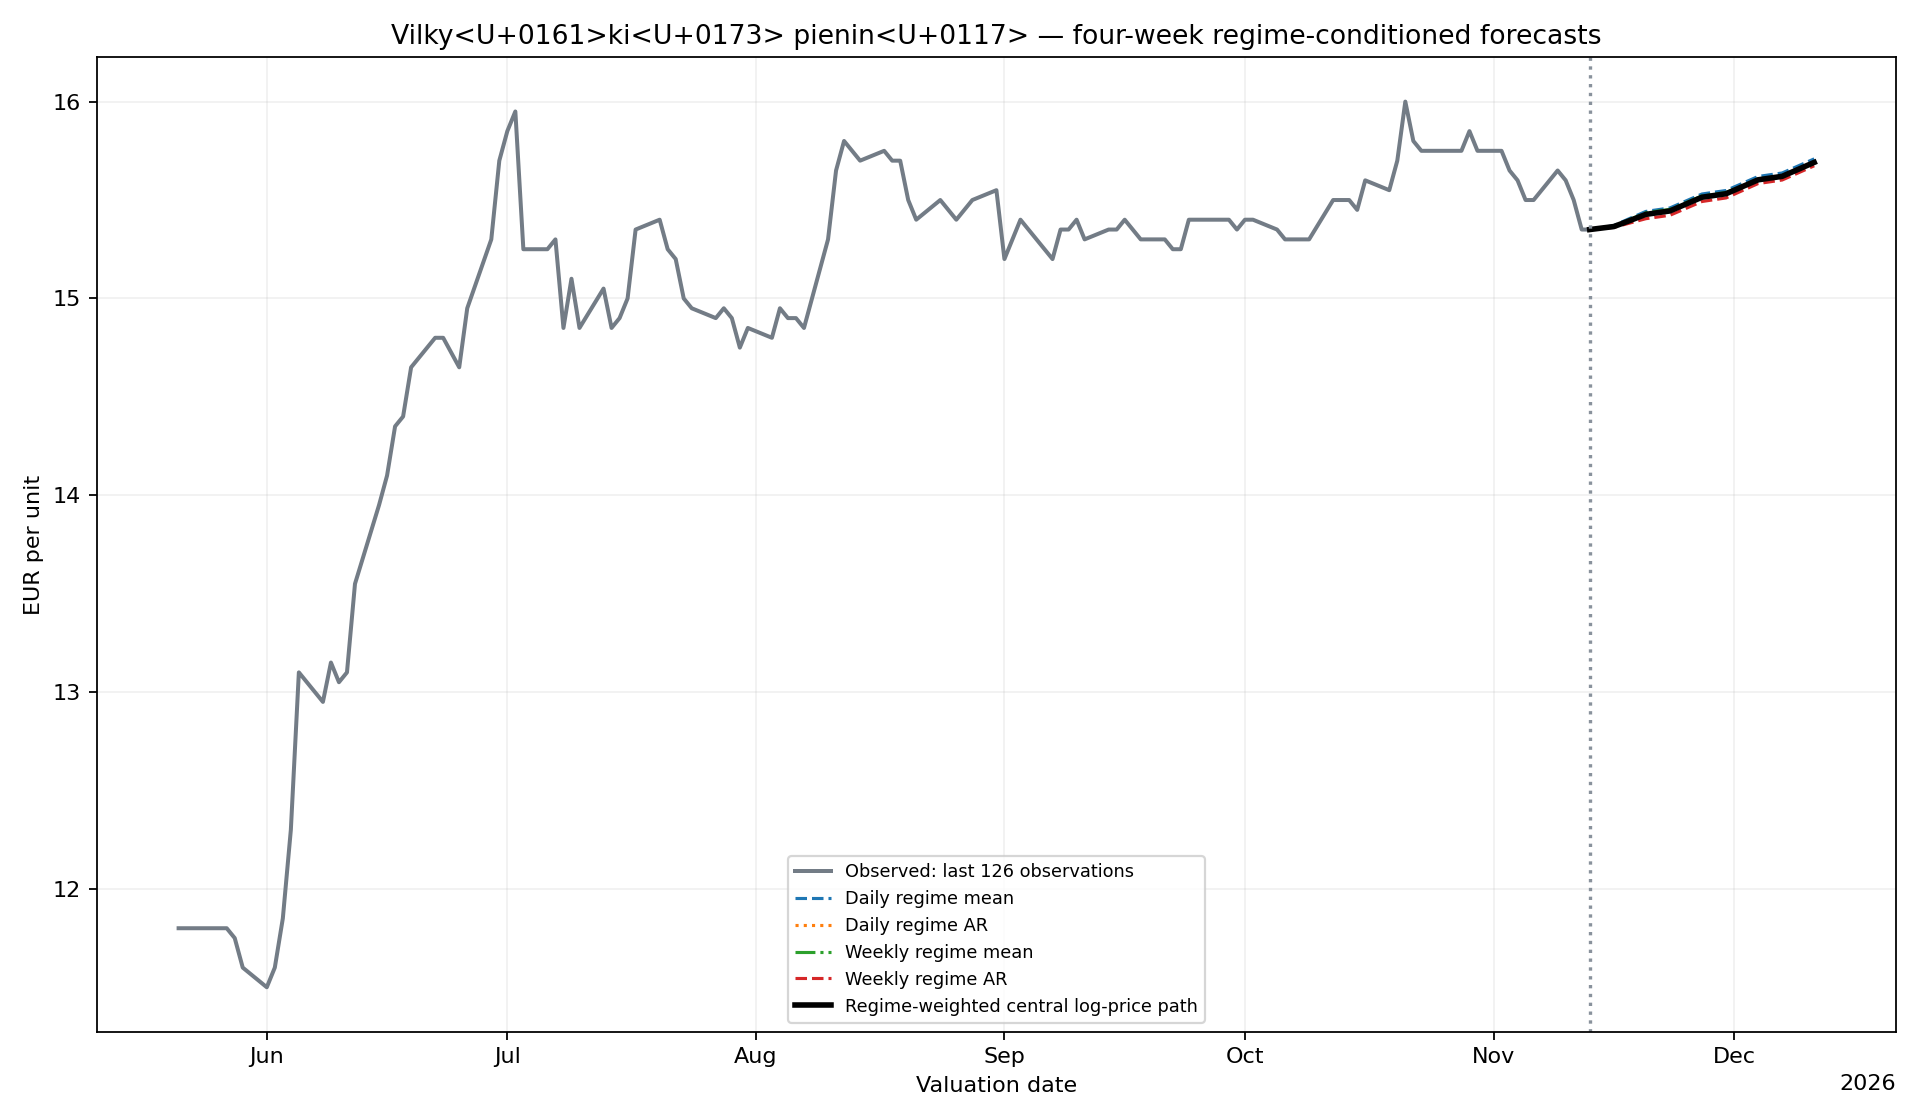 Vilky<U+0161>ki<U+0173> pienin<U+0117> — four-week regime-conditioned forecasts
EUR per unit
16
15
14
13
12
Observed: last 126 observations
Daily regime mean
Daily regime AR
Weekly regime mean
Weekly regime AR
Regime-weighted central log-price path
Jun
Jul
Aug
Sep
Oct
Nov
Dec
Valuation date
2026